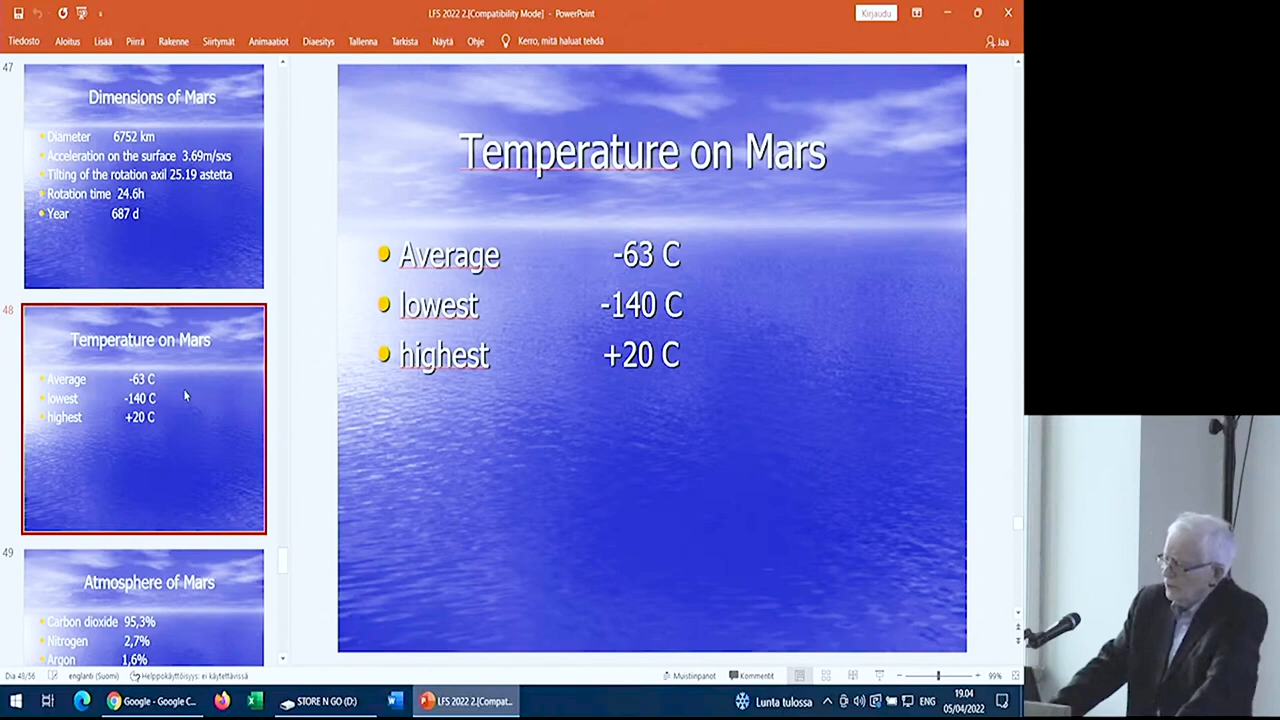 LFS 2022 2.[Compatibility Mode] - PowerPoint
Kirjaudu
Tiedosto Aloitus Lisää Piirrä Rakenne Siirtymät Animaatiot Diaesitys Tallenna Tarkista Näytä Ohje Kerro, mitä haluat tehdä Jaa
47
Dimensions of Mars
Diameter 6752 km
Acceleration on the surface 3.69m/sxs
Tilting of the rotation axil 25.19 astetta
Rotation time 24.6h
Year 687 d
48
Temperature on Mars
Average -63 C
lowest -140 C
highest +20 C
49
Atmosphere of Mars
Carbon dioxide 95,3%
Nitrogen 2,7%
Argon 1,6%
Temperature on Mars
Average -63 C
lowest -140 C
highest +20 C
Dia 48/56 englanti (Suomi) Helppokäyttöisyys: ei käytettävissä Muistiinpanot Kommentit 99%
Google - Google C... STORE N GO (D:) LFS 2022 2.[Compat... Lunta tulossa ENG 19.04
05/04/2022